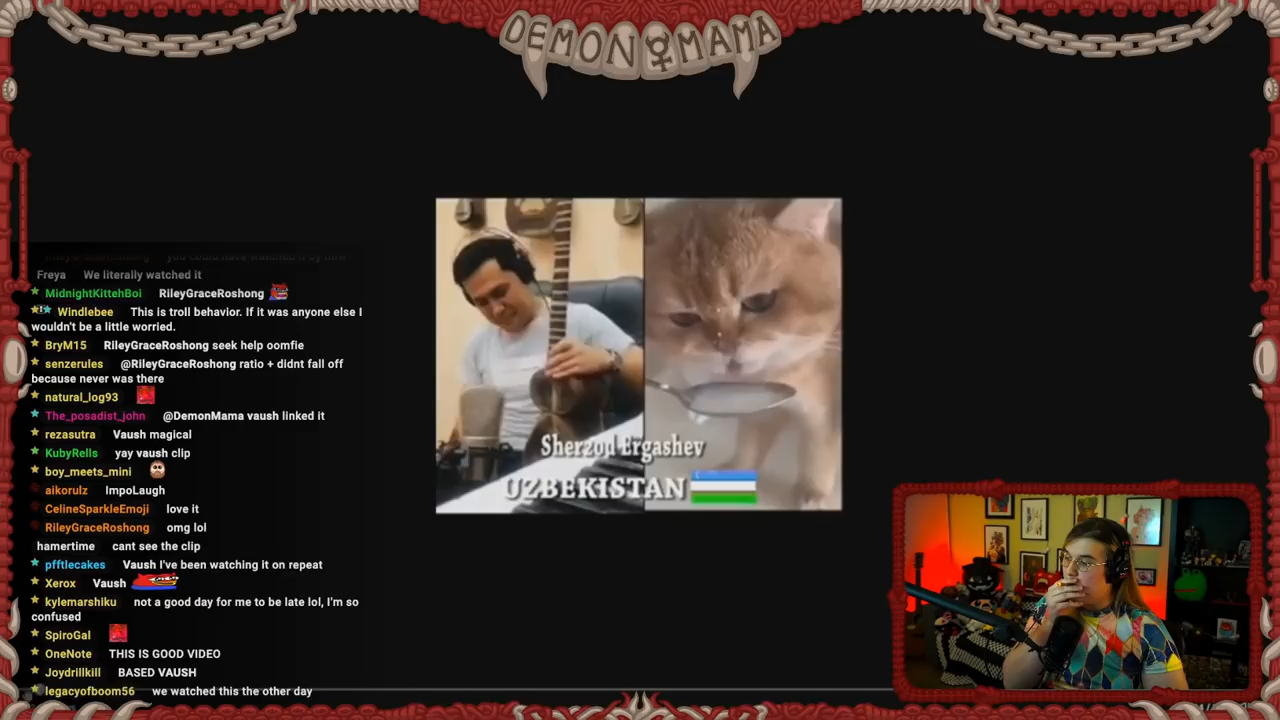 DEMON MAMA
Freya We literally watched it
MidnightKittehBoi RileyGraceRoshong
Windlebee This is troll behavior. If it was anyone else I
wouldn't be a little worried.
BryM15 RileyGraceRoshong seek help oomfie
senzerules @RileyGraceRoshong ratio + didnt fall off
because never was there
natural_log93
The_posadist_john @DemonMama vaush linked it
rezasutra Vaush magical
KubyRells yay vaush clip
boy_meets_mini
aikorulz ImpoLaugh
CelineSparkleEmoji love it
RileyGraceRoshong omg lol
hamertime cant see the clip
pfftlecakes Vaush I've been watching it on repeat
Xerox Vaush
kylemarshiku not a good day for me to be late lol, I'm so
confused
SpiroGal
OneNote THIS IS GOOD VIDEO
Joydrillkill BASED VAUSH
legacyofboom56 we watched this the other day
Sherzod Ergashev
UZBEKISTAN